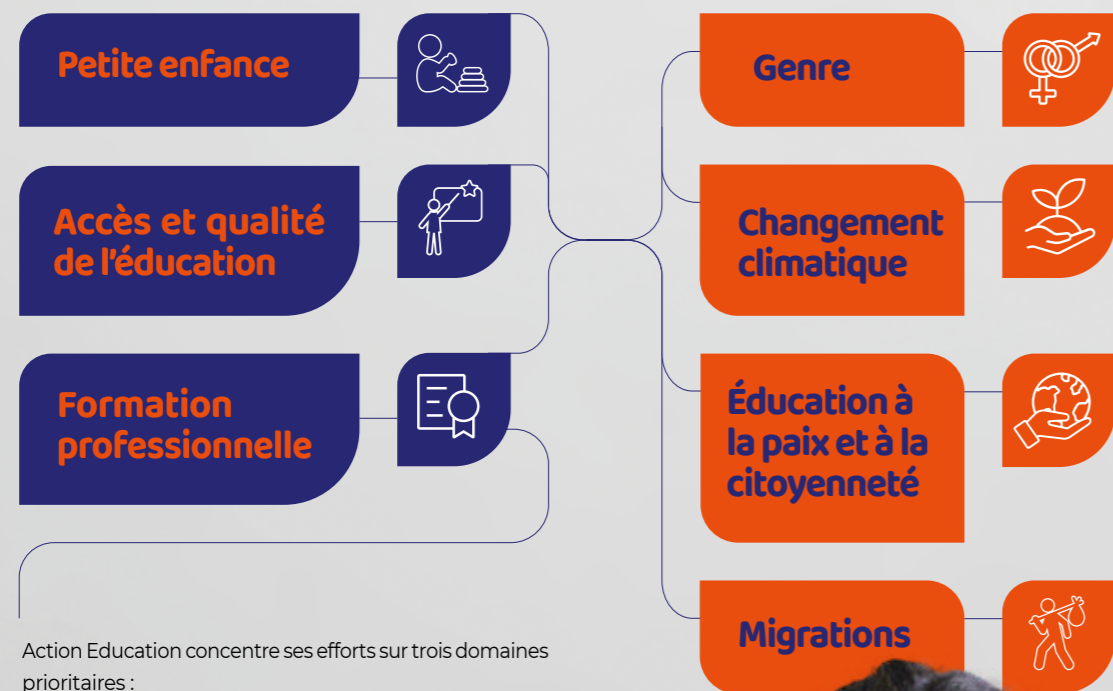 Petite enfance
Accès et qualité
de l'éducation
Formation
professionnelle
Genre
Changement
climatique
Éducation à
la paix et à la
citoyenneté
Migrations
Action Education concentre ses efforts sur trois domaines
prioritaires :